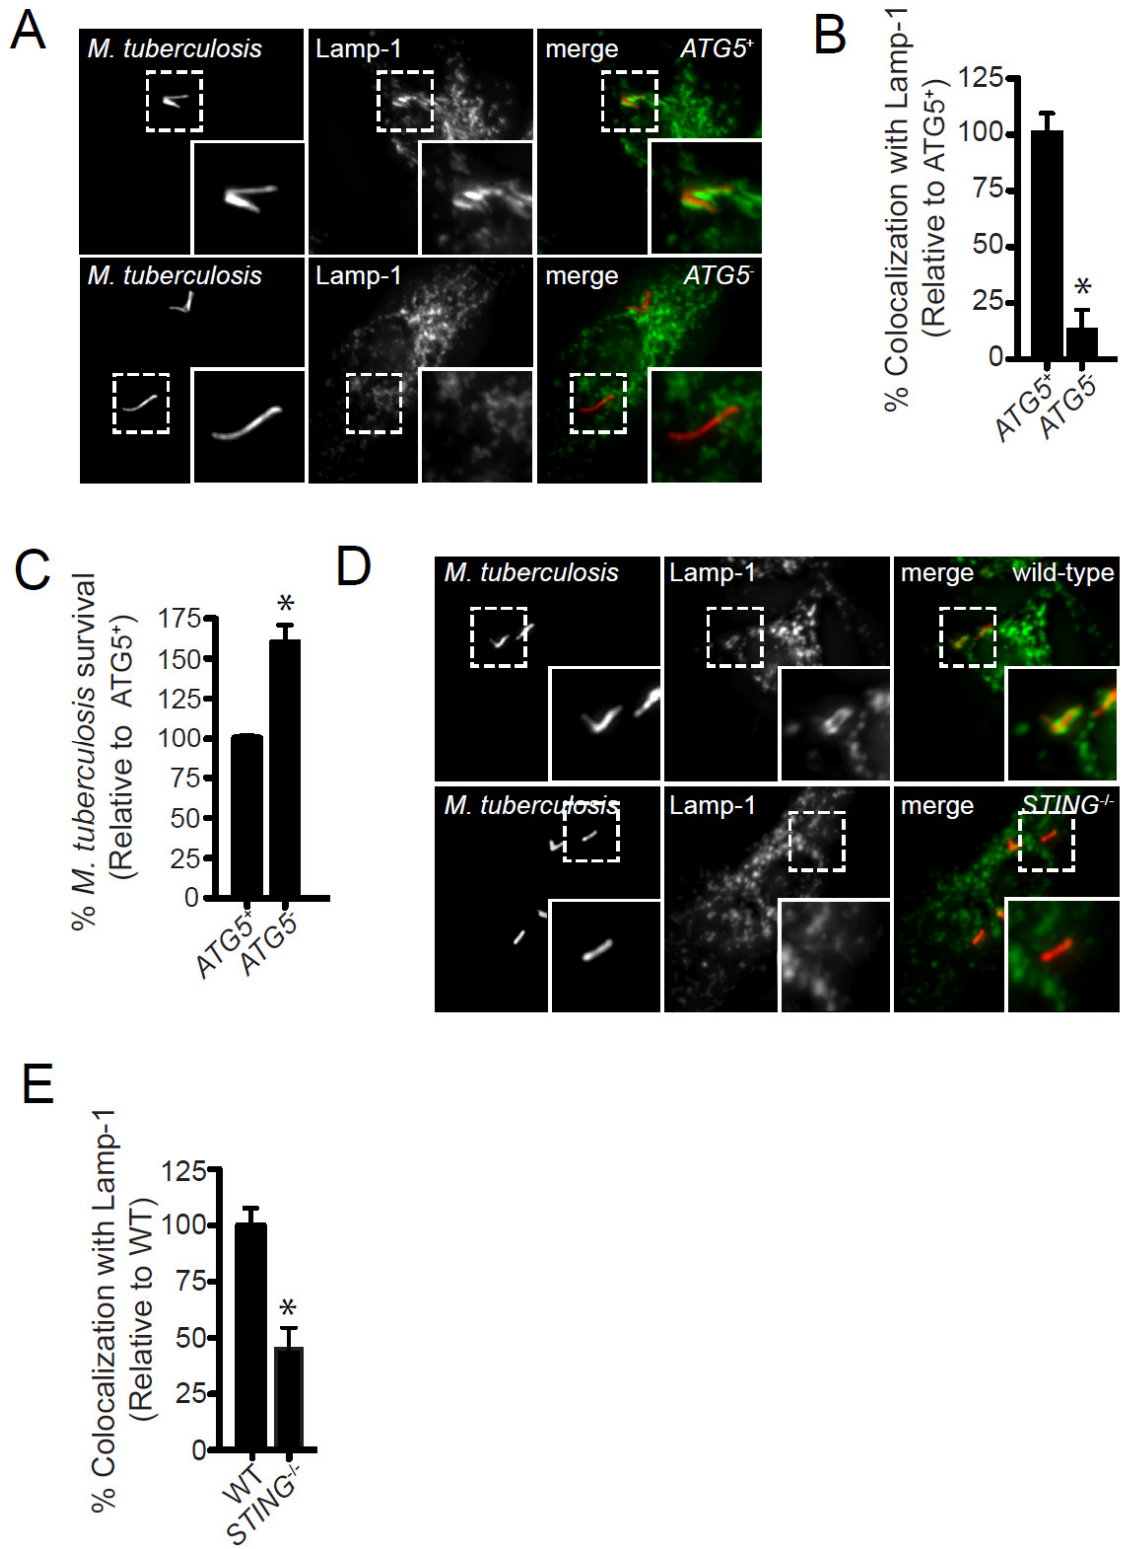 A
M. tuberculosis
Lamp-1
merge
ATG5⁺
M. tuberculosis
Lamp-1
merge
ATG5⁻
B
% Colocalization with Lamp-1
(Relative to ATG5⁺)
125
100
75
50
25
0
ATG5⁺
ATG5⁻
*
C
% M. tuberculosis survival
(Relative to ATG5⁺)
175
150
125
100
75
50
25
0
ATG5⁺
ATG5⁻
*
D
M. tuberculosis
Lamp-1
merge
wild-type
M. tuberculosis
Lamp-1
merge
STING⁻/⁻
E
% Colocalization with Lamp-1
(Relative to WT)
125
100
75
50
25
0
WT
STING⁻/⁻
*